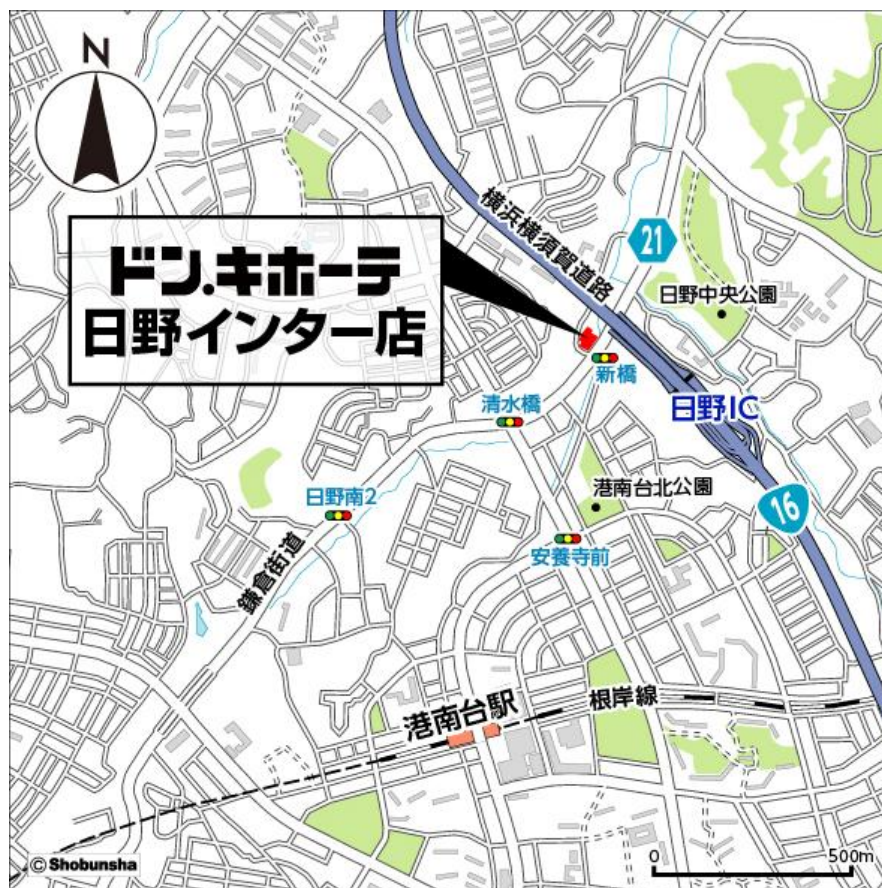 N
横浜横須賀道路
21
ドン.キホーテ
日野インター店
日野中央公園
新橋
清水橋
日野IC
日野南2
港南台北公園
16
安養寺前
鎌倉街道
港南台駅
根岸線
© Shobunsha
0 500m